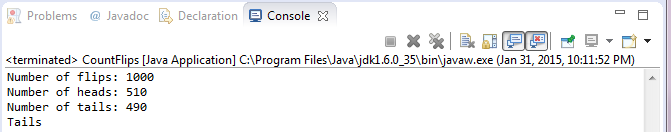 Problems @ Javadoc Declaration Console
<terminated> CountFlips [Java Application] C:\Program Files\Java\jdk1.6.0_35\bin\javaw.exe (Jan 31, 2015, 10:11:52 PM)
Number of flips: 1000
Number of heads: 510
Number of tails: 490
Tails